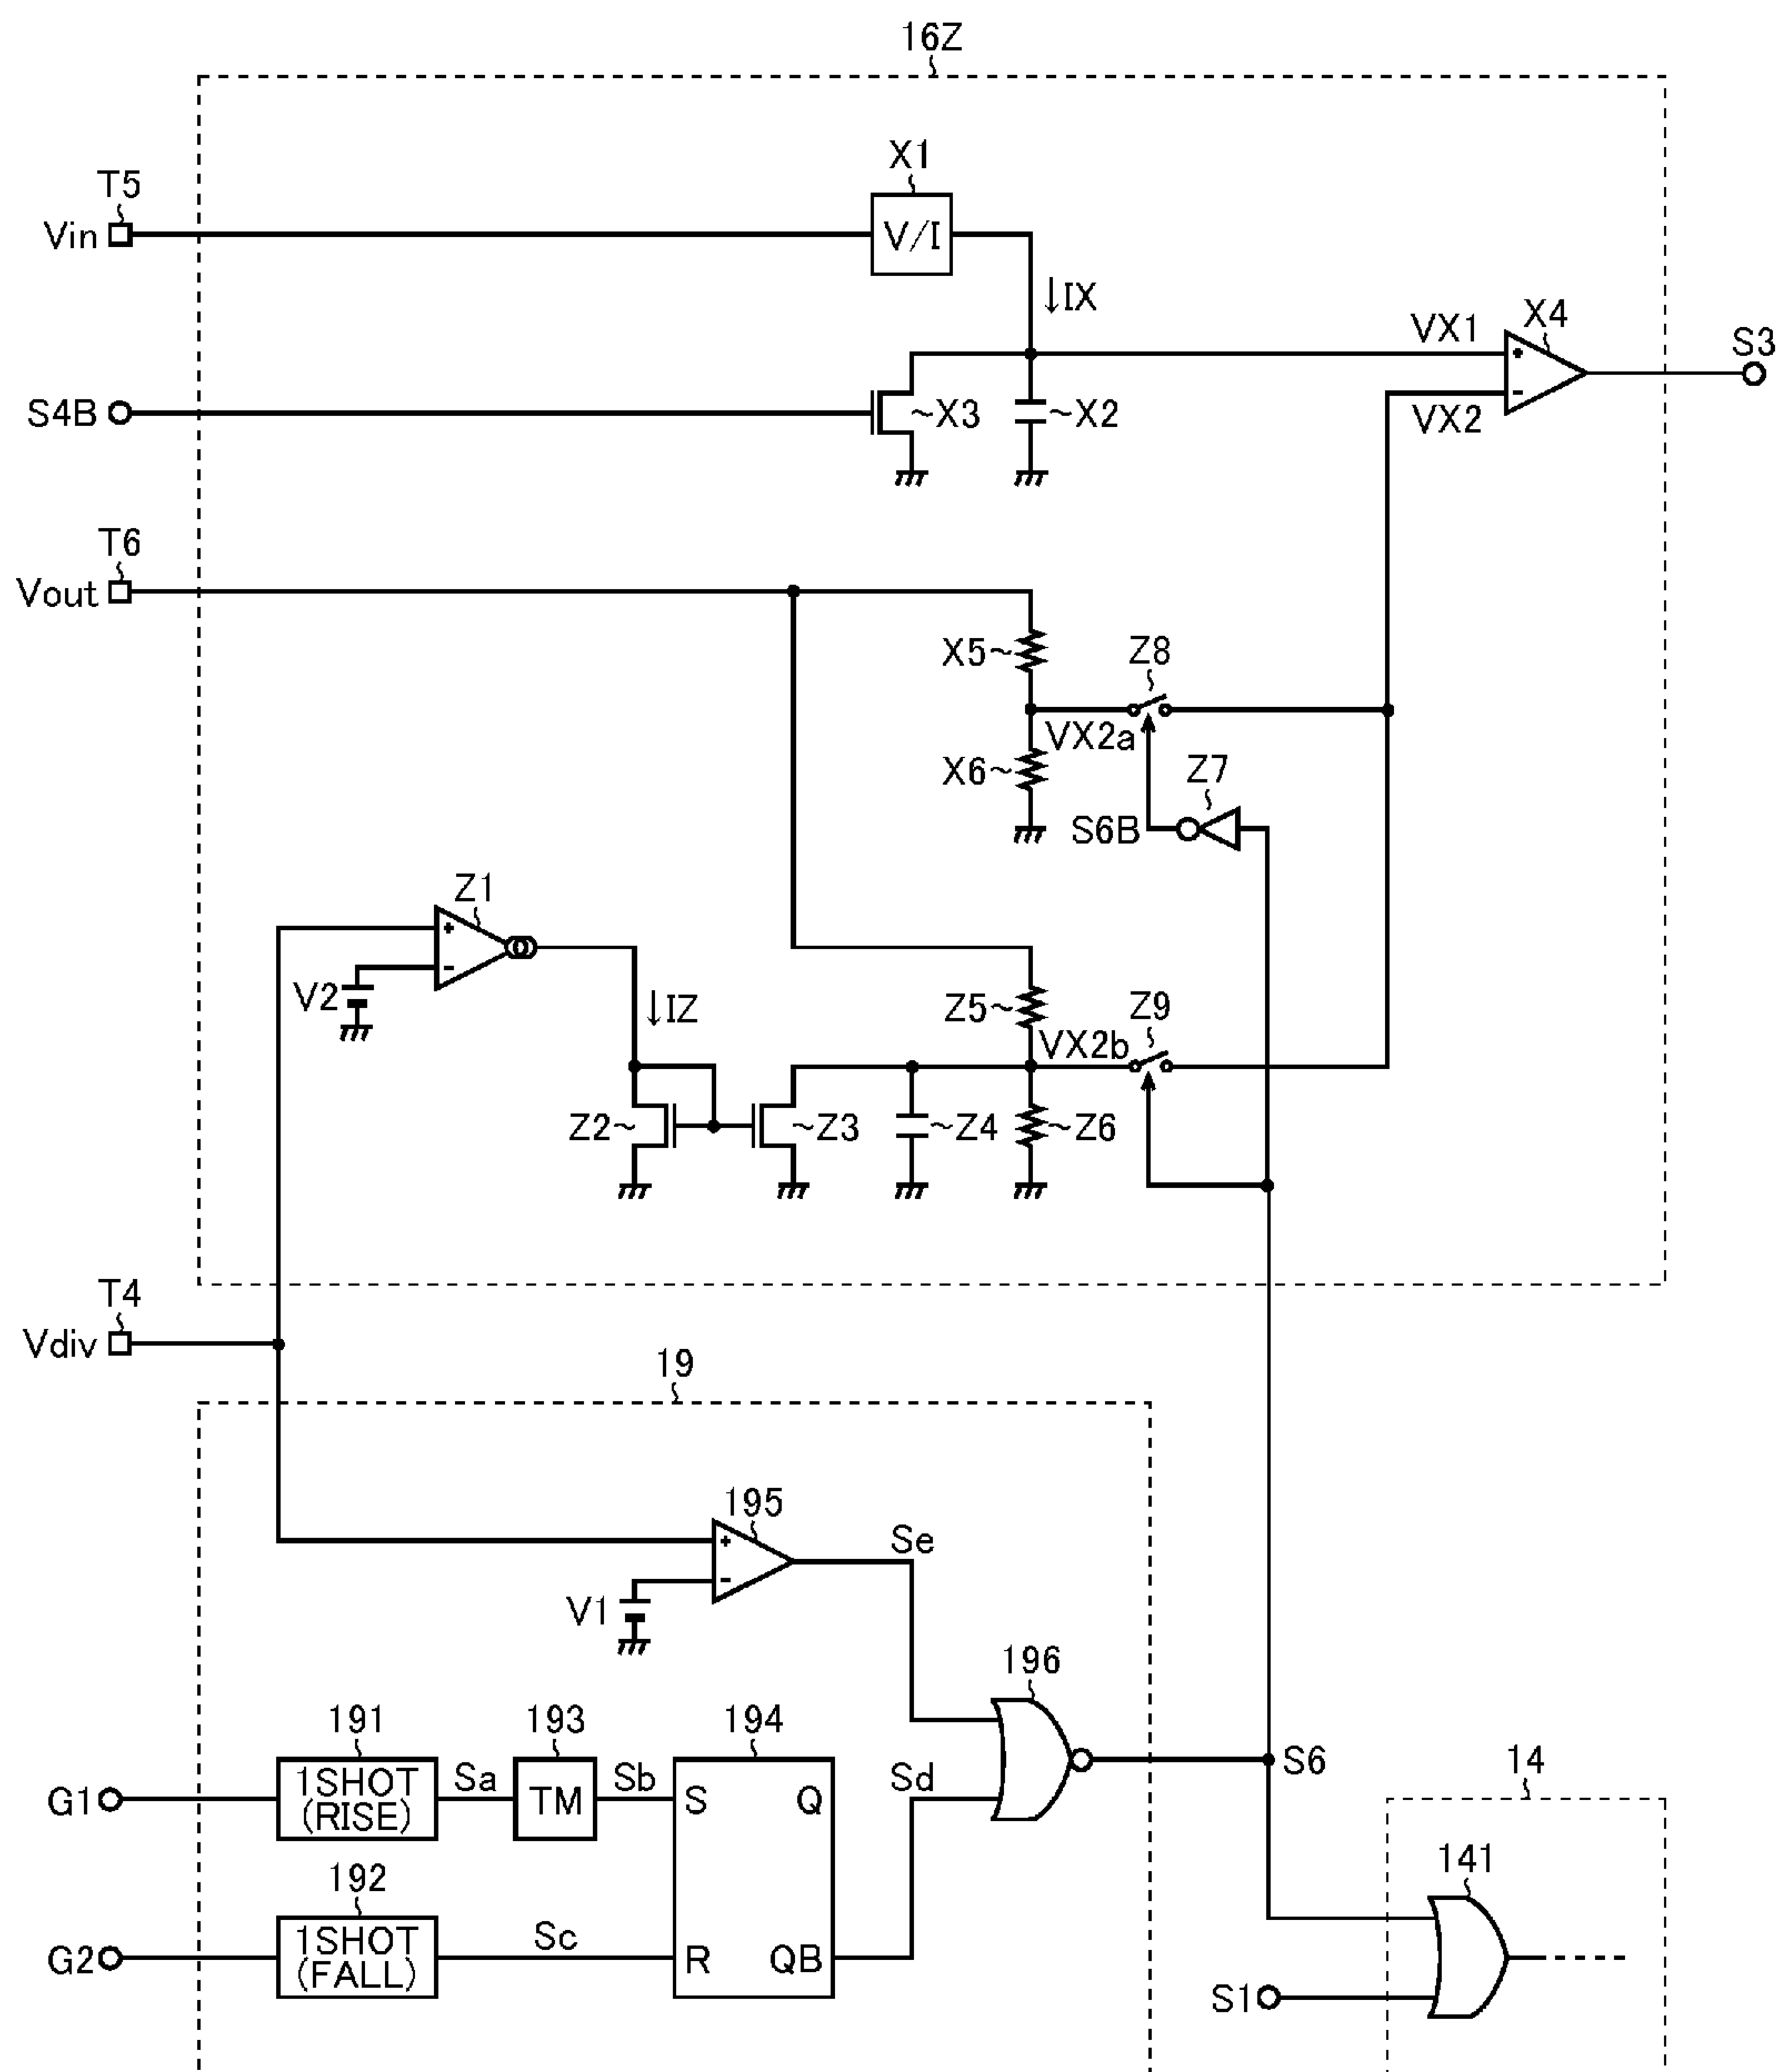 16Z
X1
T5
Vin
V/I
↓IX
VX1
X4
S3
+
-
S4B
~X3
~X2
VX2
T6
Vout
X5~
Z8
VX2a
X6~
Z7
S6B
Z1
+
-
V2
↓IZ
Z5~
Z9
VX2b
Z2~
~Z3
~Z4
~Z6
T4
Vdiv
19
195
Se
+
-
V1
196
191
193
194
14
1SHOT
(RISE)
Sa
TM
Sb
S
Q
Sd
S6
G1
192
141
1SHOT
(FALL)
Sc
R
QB
G2
S1